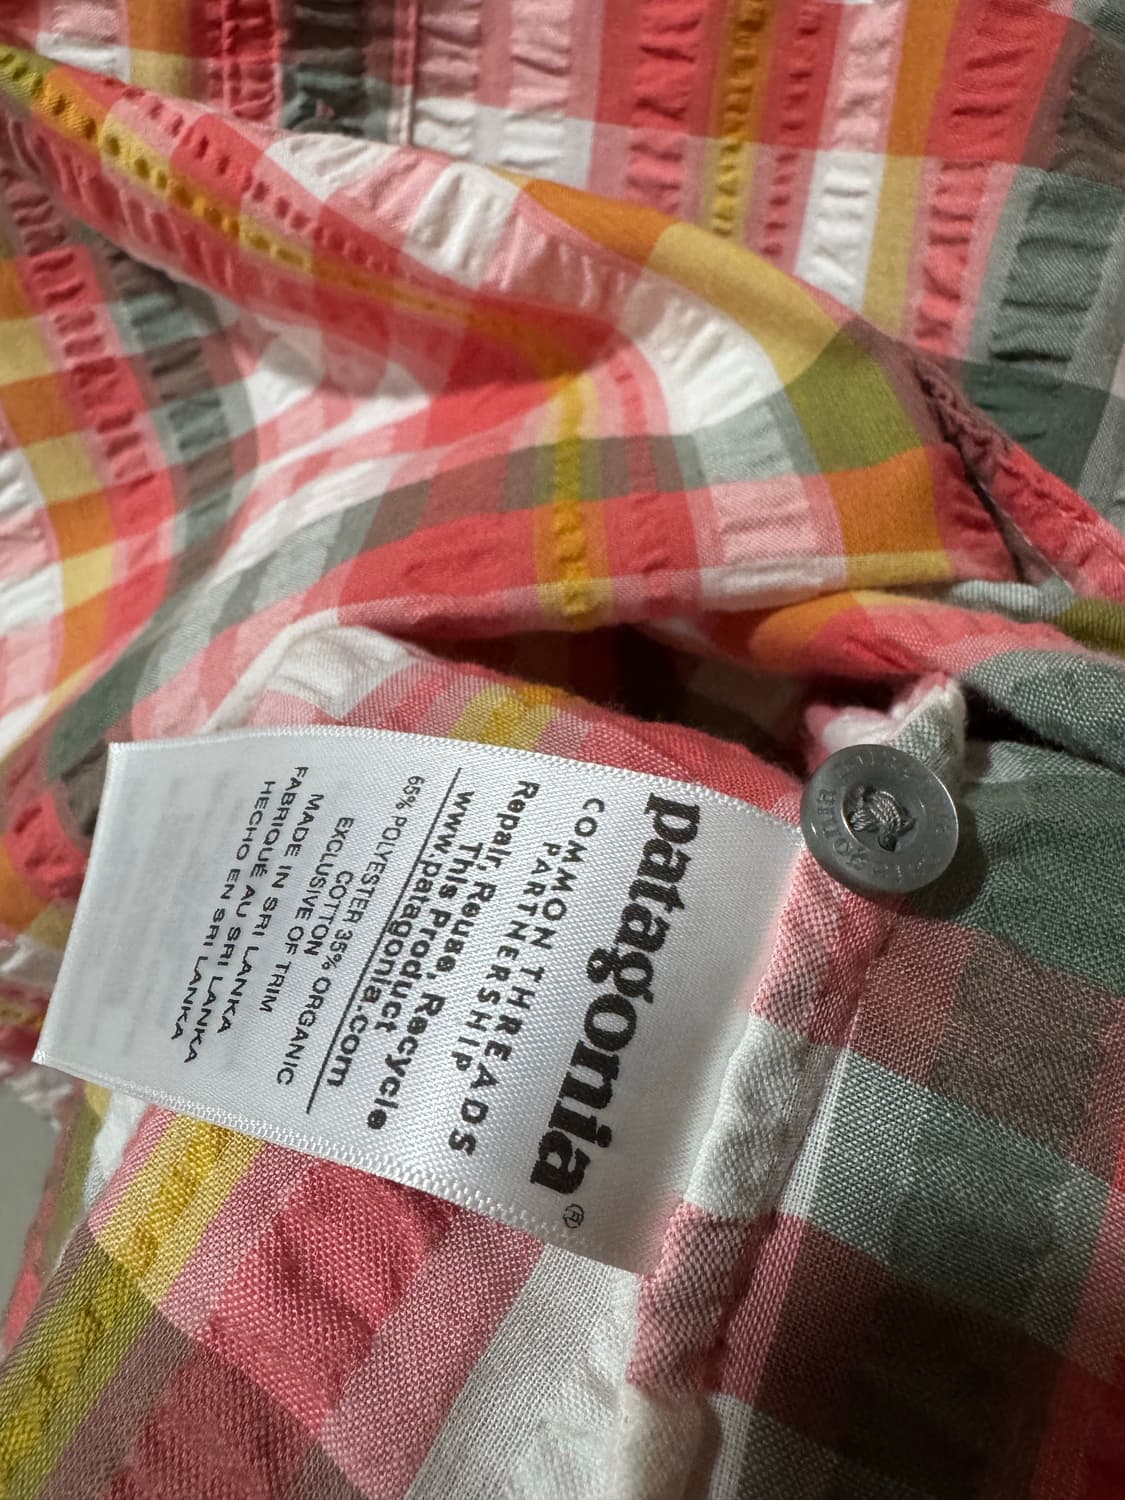 patagonia®
COMMON THREADS
PARTNERSHIP
Repair, Reuse, Recycle
This Product
www.patagonia.com
65% POLYESTER 35% ORGANIC
COTTON
EXCLUSIVE OF TRIM
MADE IN SRI LANKA
FABRIQUÉ AU SRI LANKA
HECHO EN SRI LANKA